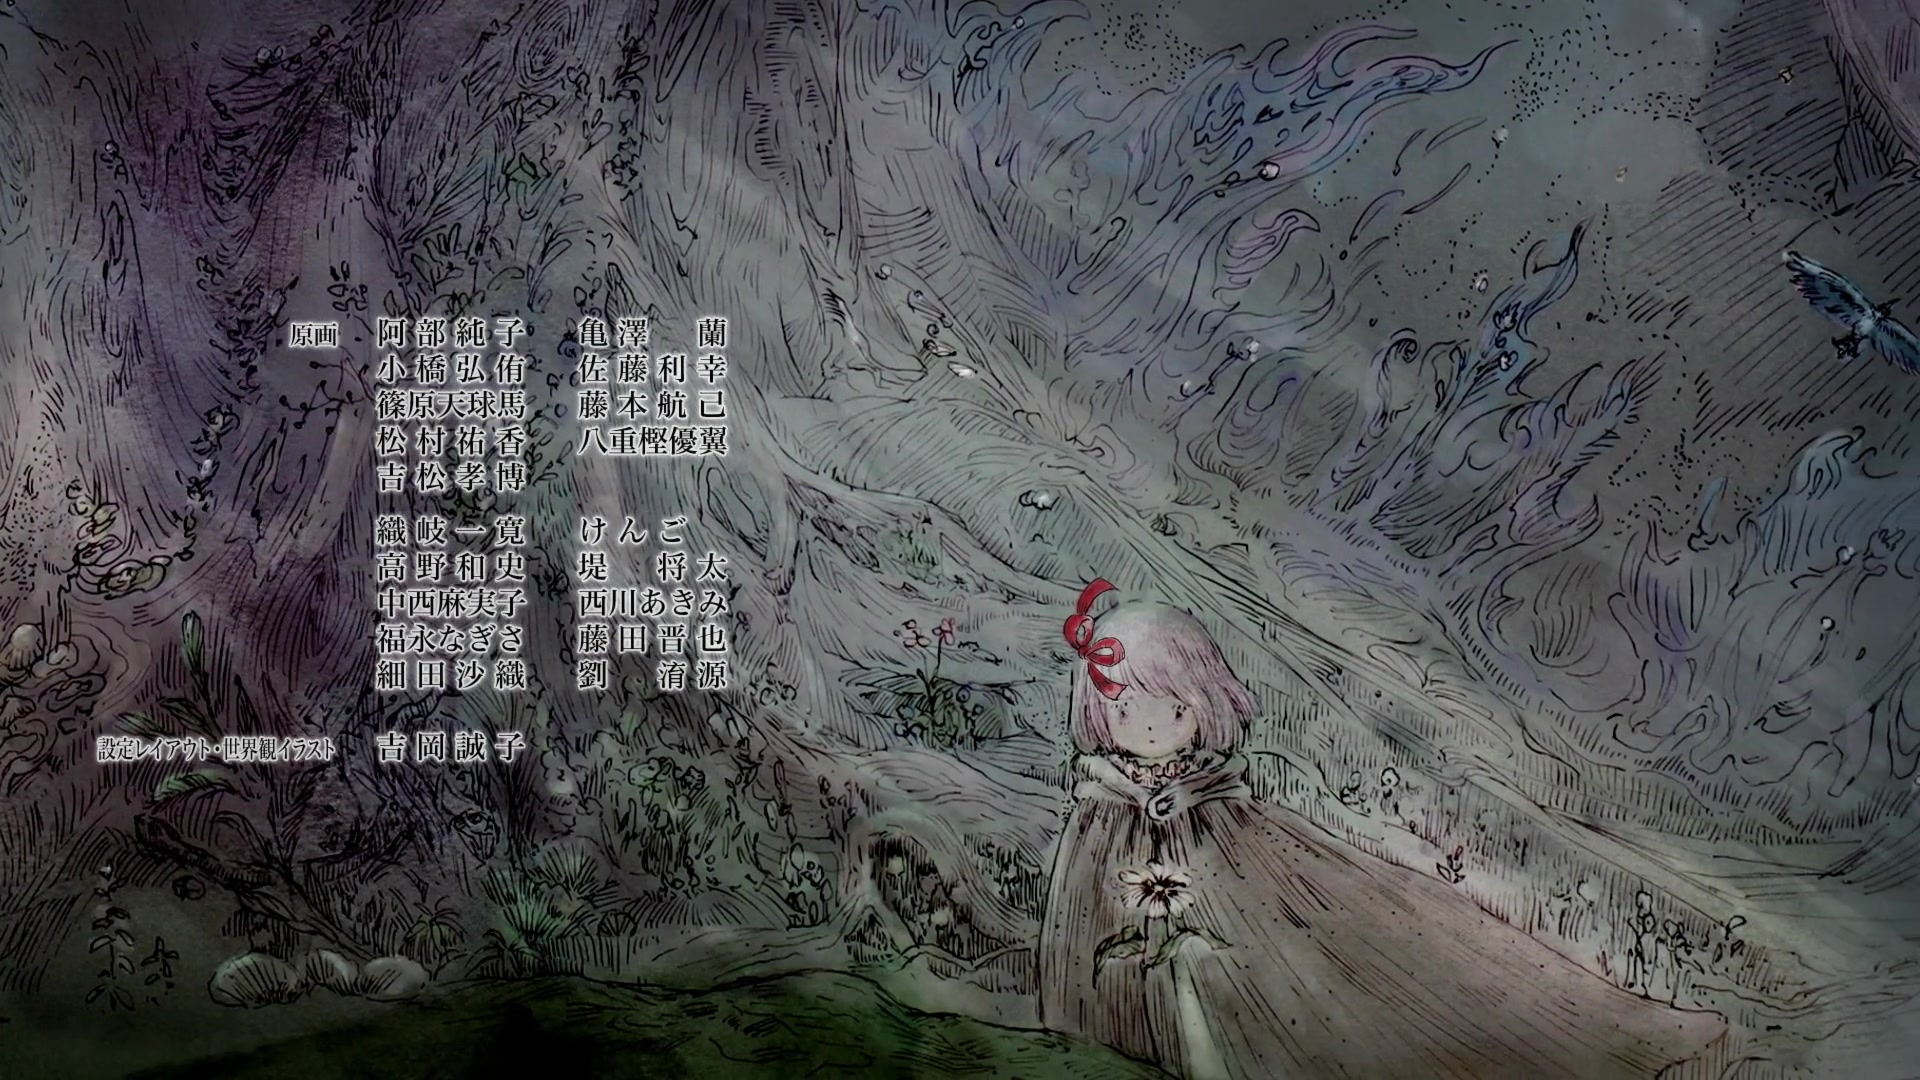 原画 阿部純子 亀澤蘭
小橋弘侑 佐藤利幸
篠原天球馬 藤本航己
松村祐香 八重樫優翼
吉松孝博
織岐一寛 けんご
高野和史 堤将太
中西麻実子 西川あきみ
福永なぎさ 藤田晋也
細田沙織 劉淯源
設定レイアウト・世界観イラスト 吉岡誠子